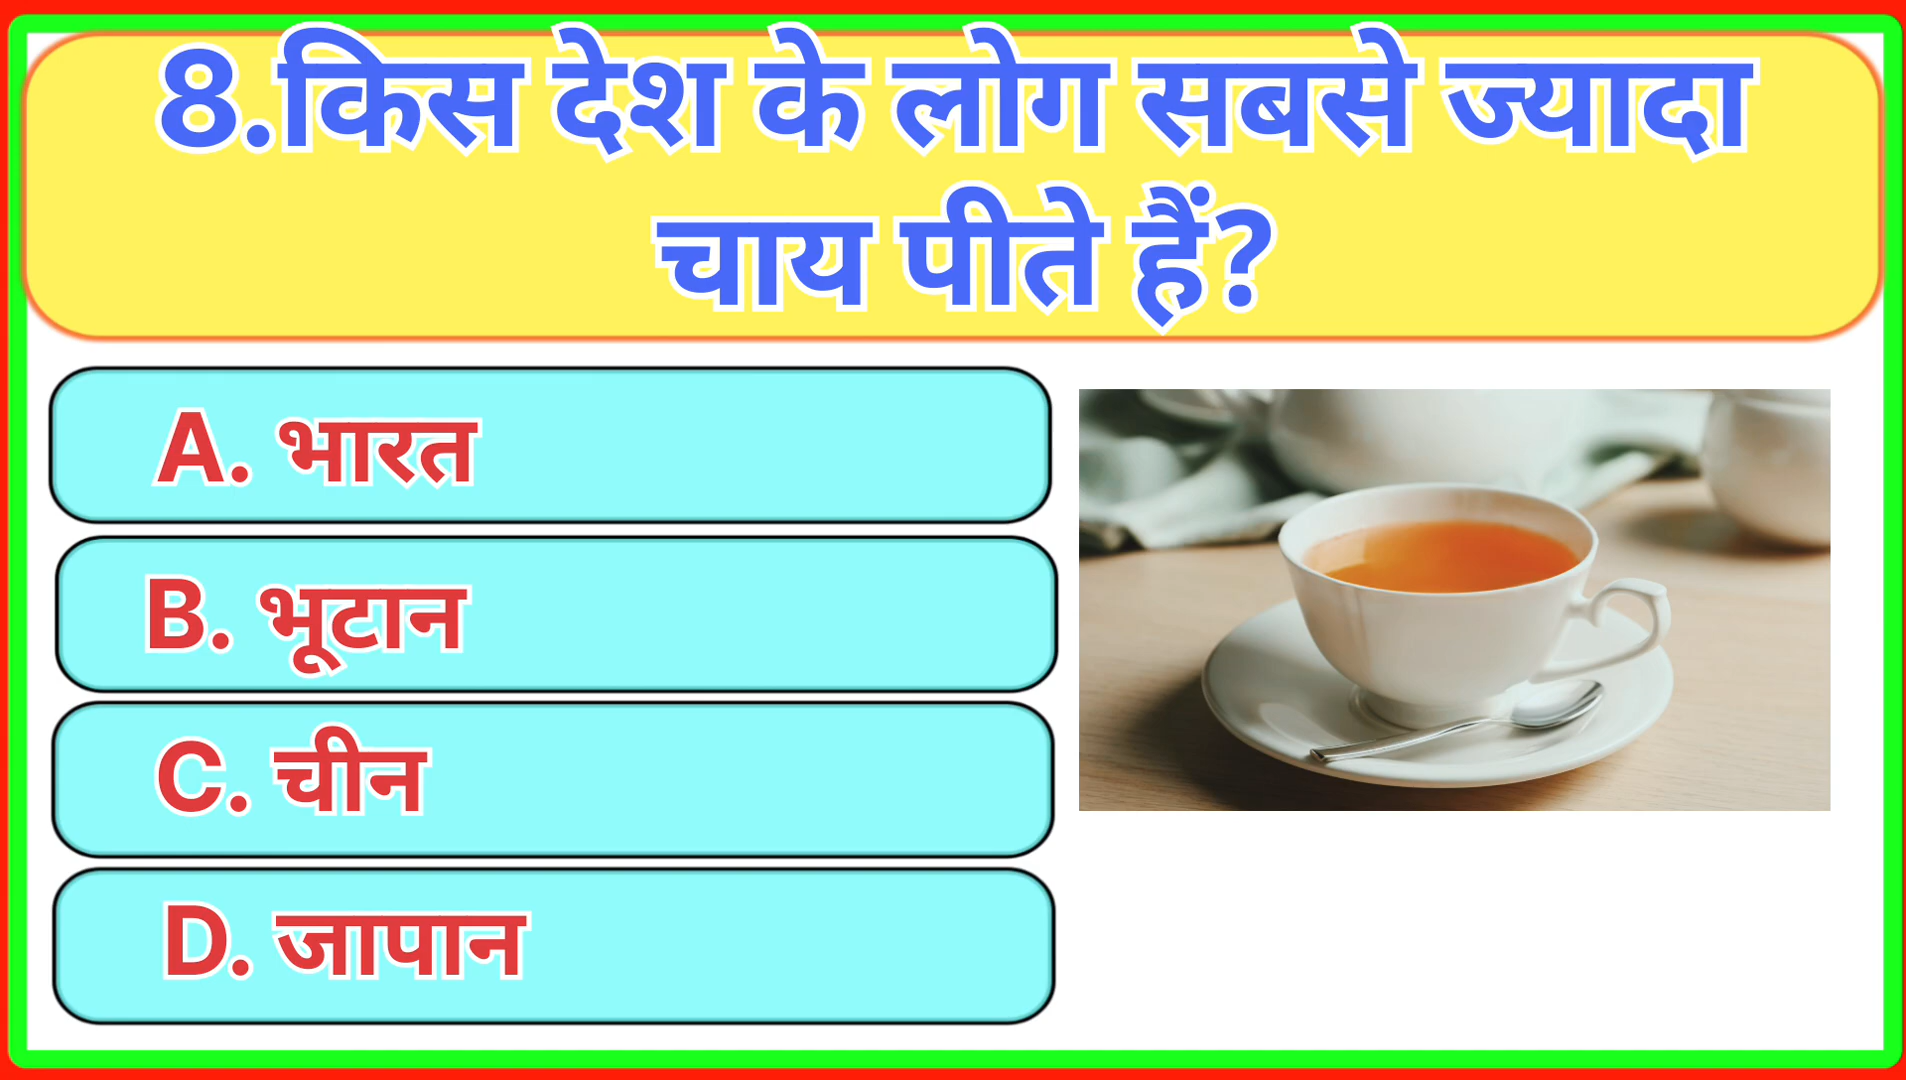 8.किस देश के लोग सबसे ज्यादा
चाय पीते हैं?
A. भारत
B. भूटान
C. चीन
D. जापान